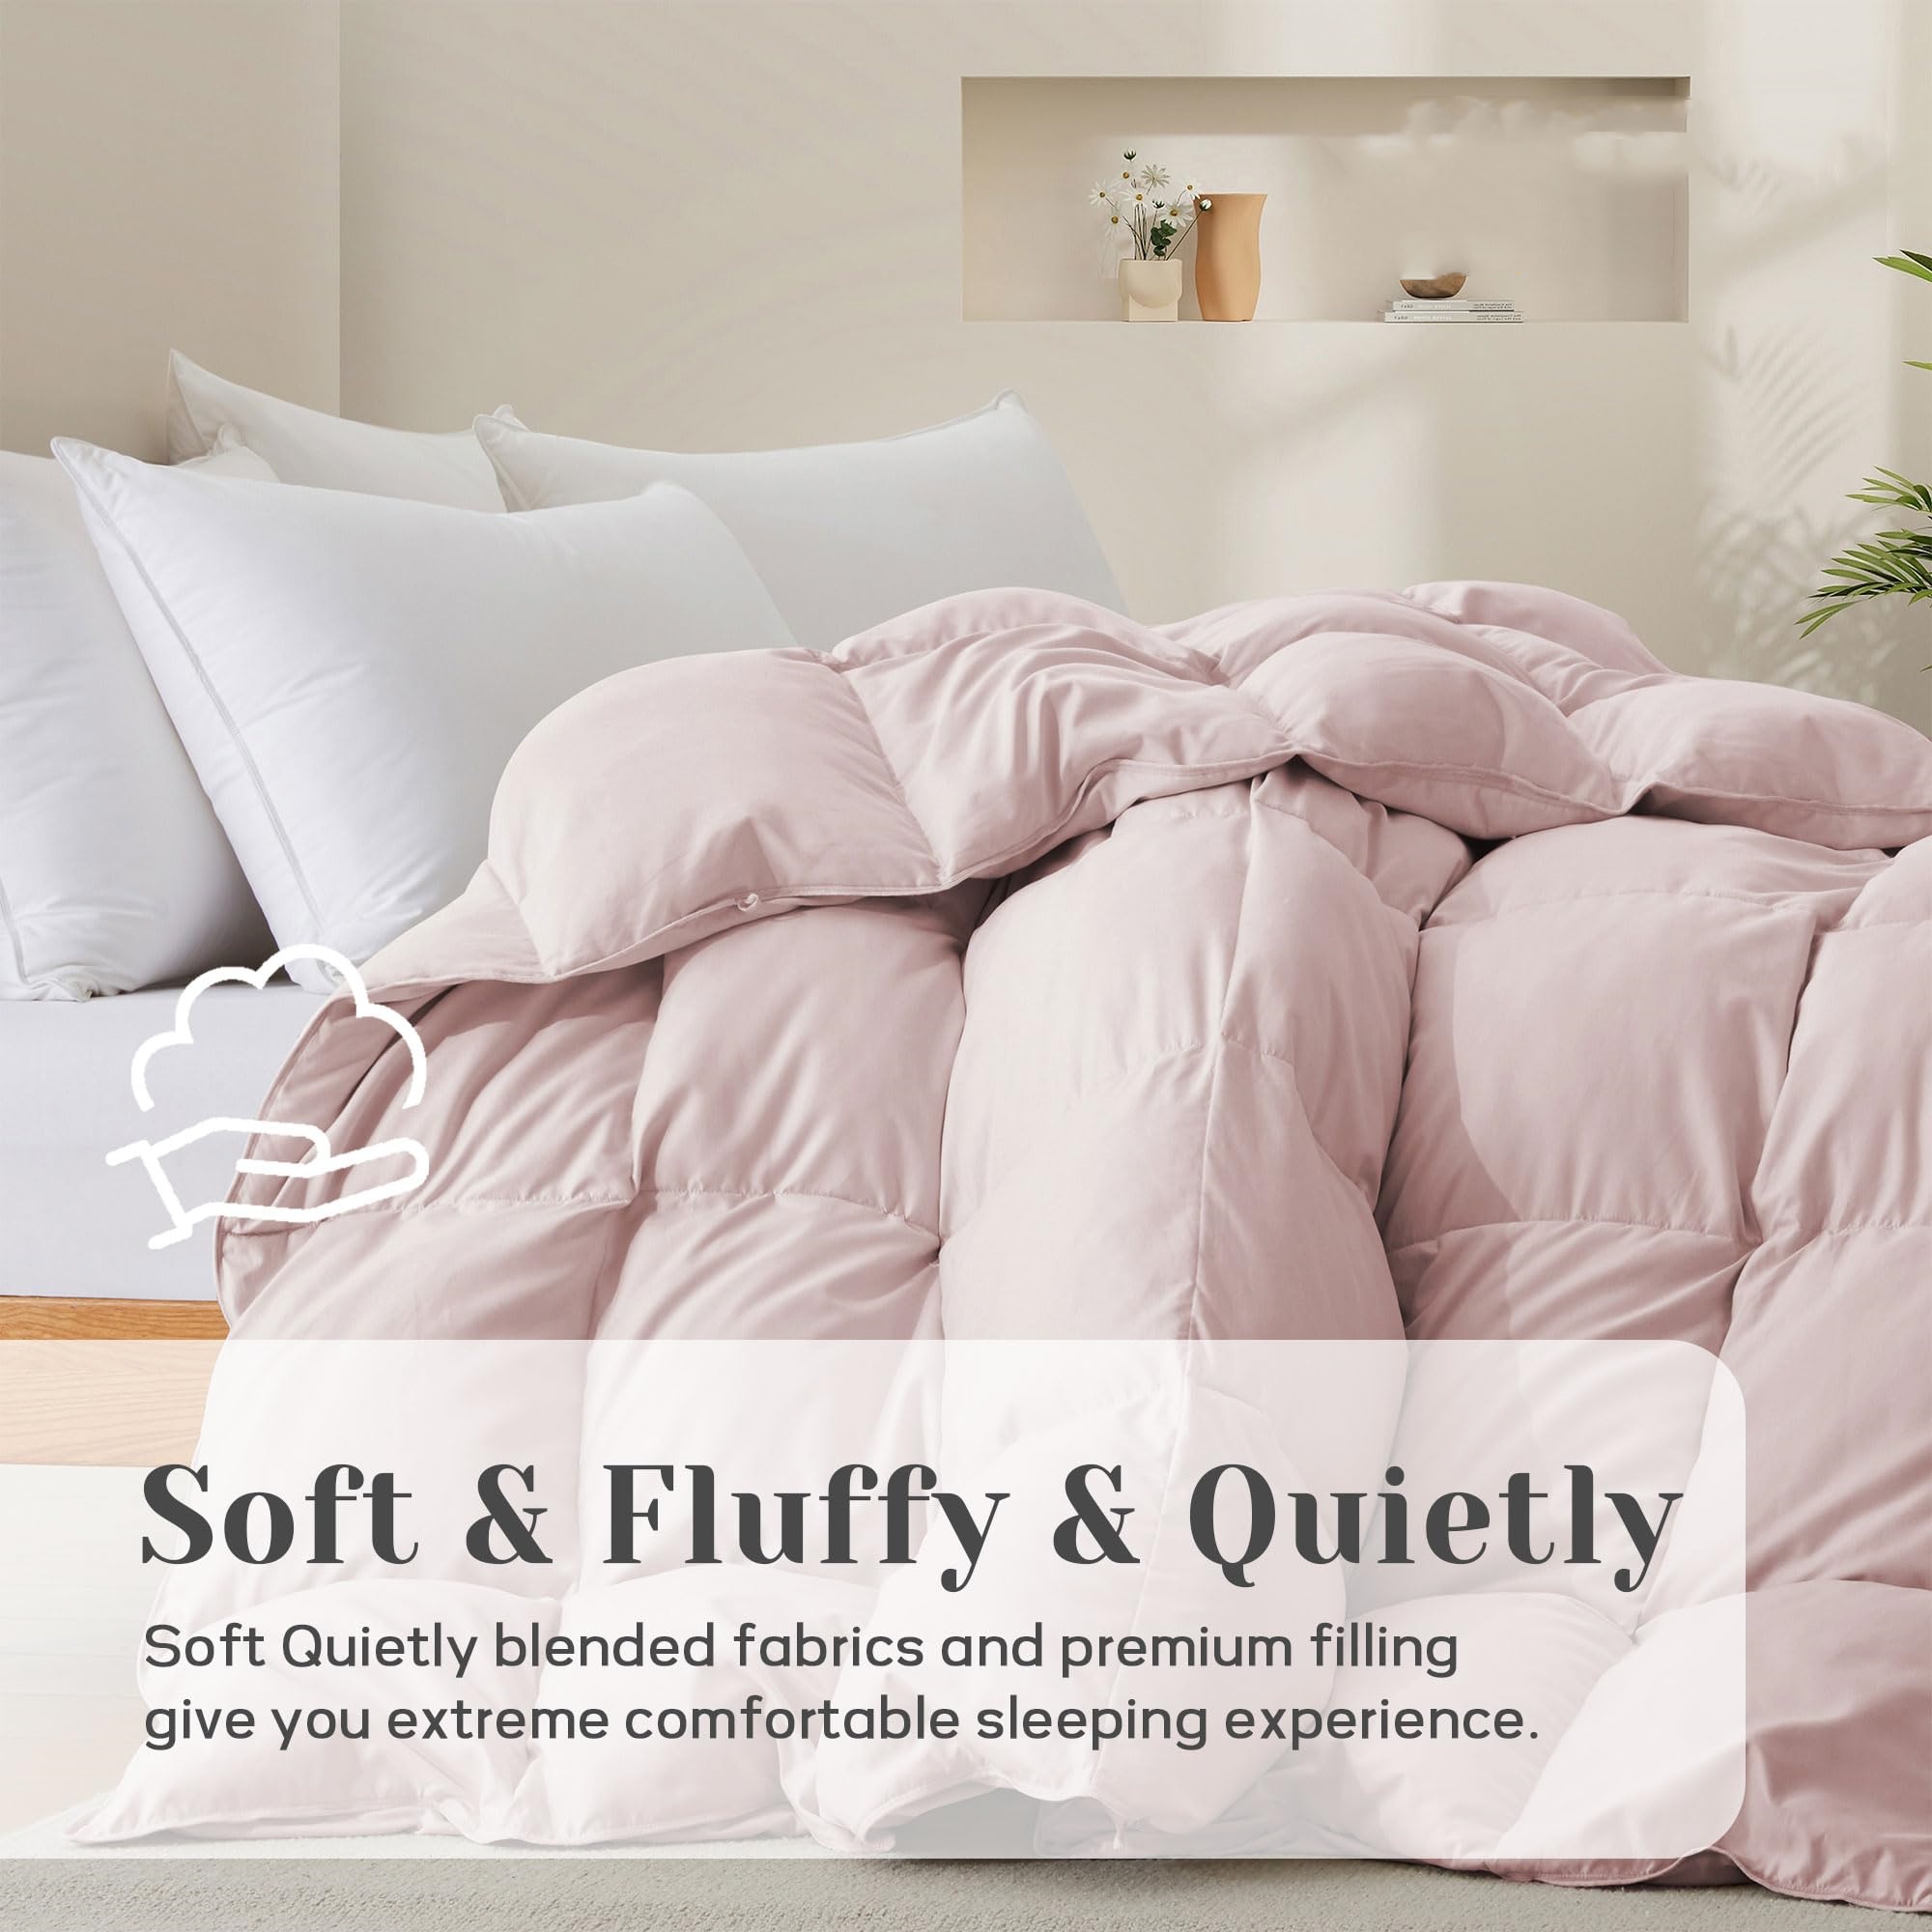 Soft & Fluffy & Quietly
Soft Quietly blended fabrics and premium filling
give you extreme comfortable sleeping experience.